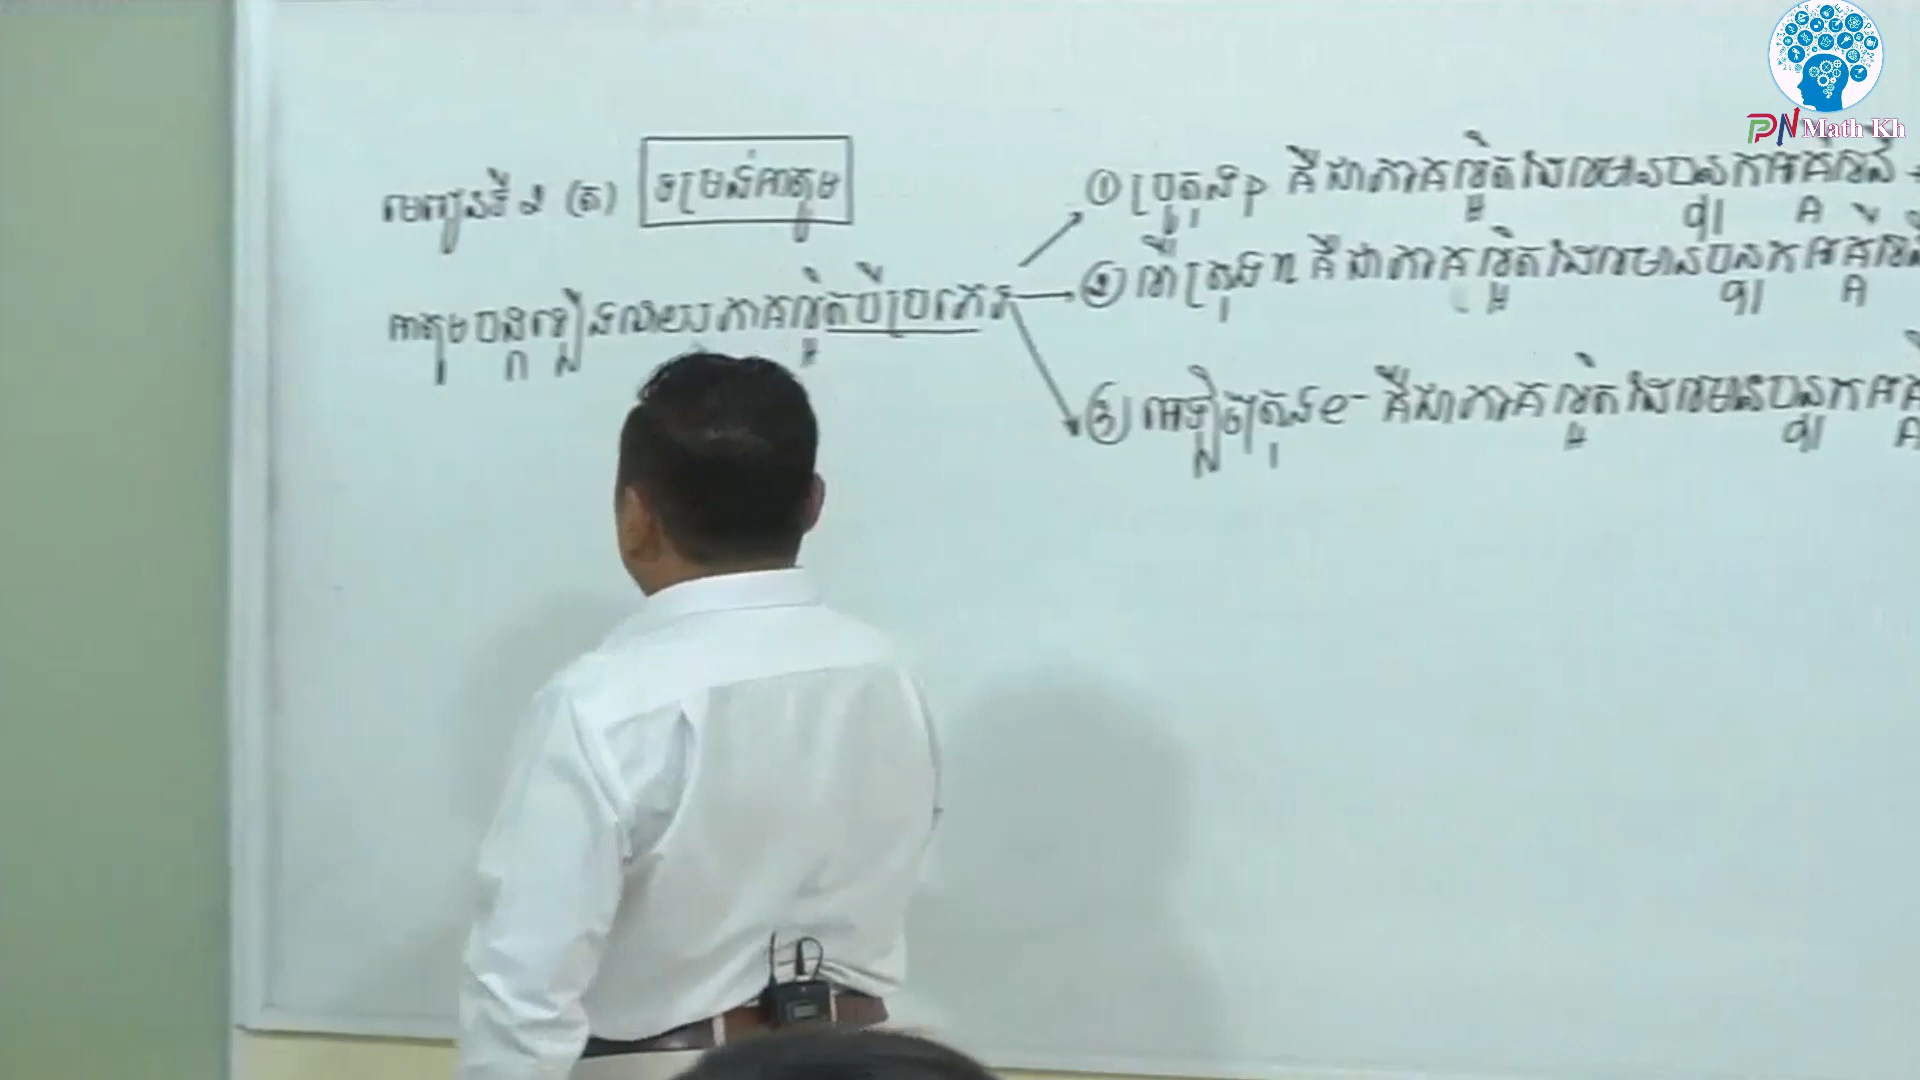 មេរៀនទី ២ (ត) ទម្រង់អាតូម
អាតូមបង្កឡើងដោយភាគល្អិតបីប្រភេទ
① ប្រូតុង p គឺជាភាគល្អិតដែលមានបន្ទុកអគ្គិសនី +
② ណឺត្រុង n គឺជាភាគល្អិតដែលមានបន្ទុកអគ្គិសនី
③ អេឡិចត្រុង e⁻ គឺជាភាគល្អិតដែលមានបន្ទុក
PN Math Kh